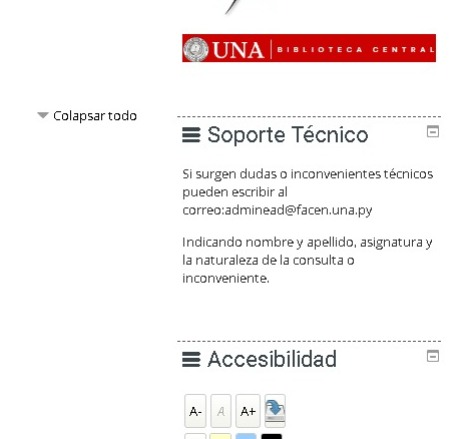 UNA BIBLIOTECA CENTRAL
Colapsar todo
Soporte Técnico
Si surgen dudas o inconvenientes técnicos
pueden escribir al
correo:adminead@facen.una.py
Indicando nombre y apellido, asignatura y
la naturaleza de la consulta o
inconveniente.
Accesibilidad
A- A A+